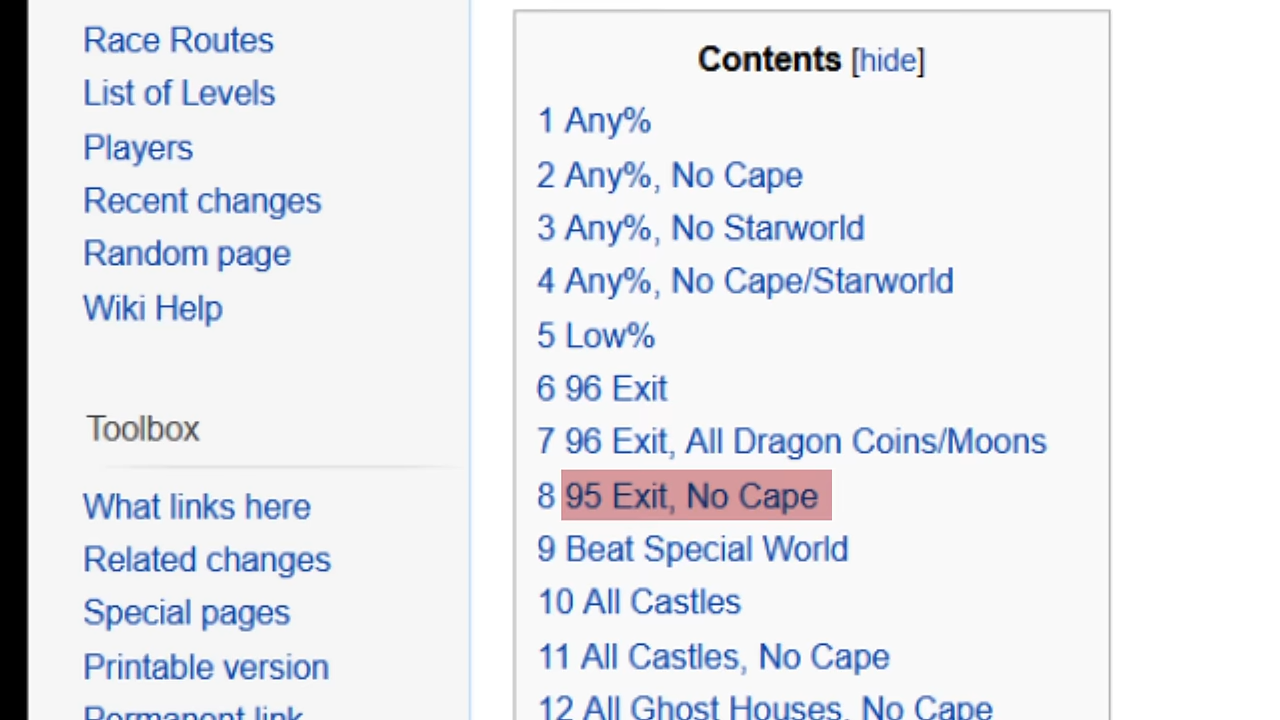 Race Routes
List of Levels
Players
Recent changes
Random page
Wiki Help
Toolbox
What links here
Related changes
Special pages
Printable version
Permanent link
Contents [hide]
1 Any%
2 Any%, No Cape
3 Any%, No Starworld
4 Any%, No Cape/Starworld
5 Low%
6 96 Exit
7 96 Exit, All Dragon Coins/Moons
8 95 Exit, No Cape
9 Beat Special World
10 All Castles
11 All Castles, No Cape
12 All Ghost Houses, No Cape